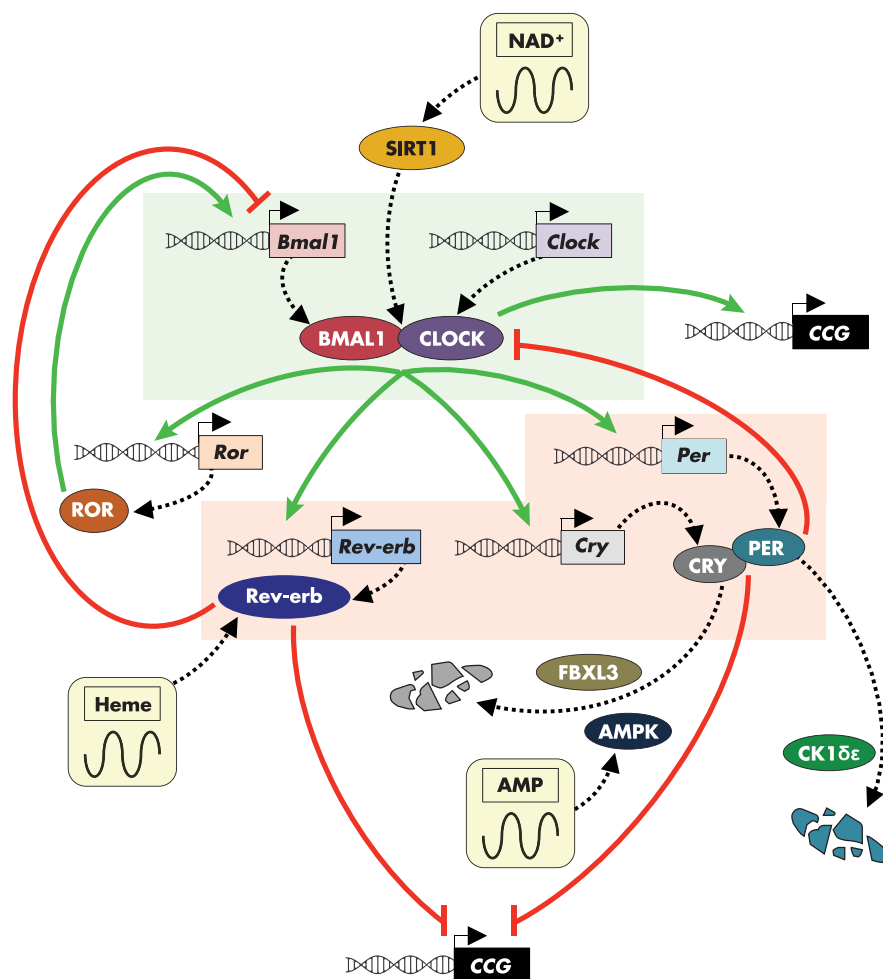 NAD⁺
SIRT1
Bmal1
Clock
BMAL1
CLOCK
CCG
Ror
Per
ROR
Rev-erb
Cry
PER
CRY
Rev-erb
FBXL3
Heme
AMPK
CK1δε
AMP
CCG